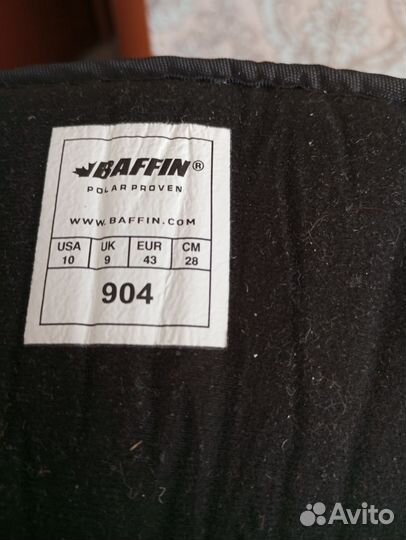 BAFFIN®
POLAR PROVEN
WWW.BAFFIN.COM
USA UK EUR CM
10 9 43 28
904
Avito